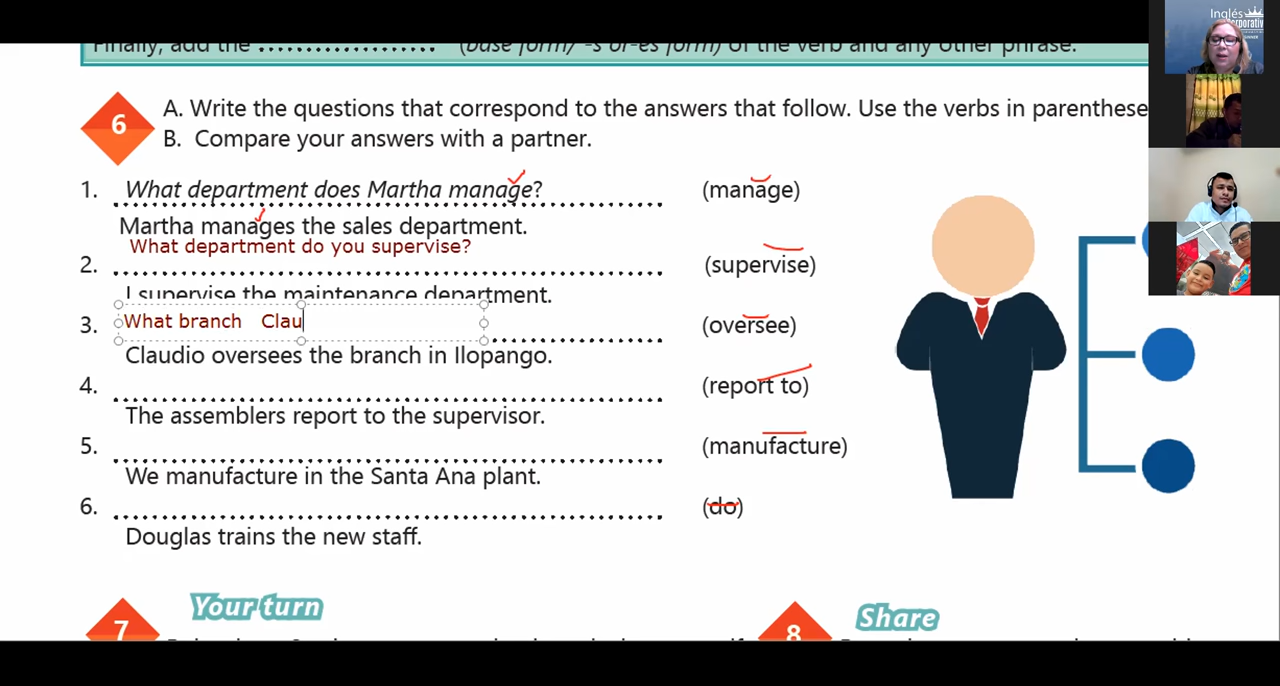 Finally, add the ..................... (base form/ -s or-es form) of the verb and any other phrase.
Inglés
Corporativo
6
A. Write the questions that correspond to the answers that follow. Use the verbs in parenthese
B. Compare your answers with a partner.
1. What department does Martha manage? (manage)
Martha manages the sales department.
What department do you supervise?
2. (supervise)
I supervise the maintenance department.
3. What branch Clau (oversee)
Claudio oversees the branch in Ilopango.
4. (report to)
The assemblers report to the supervisor.
5. (manufacture)
We manufacture in the Santa Ana plant.
6. (do)
Douglas trains the new staff.
7 Your turn
8 Share